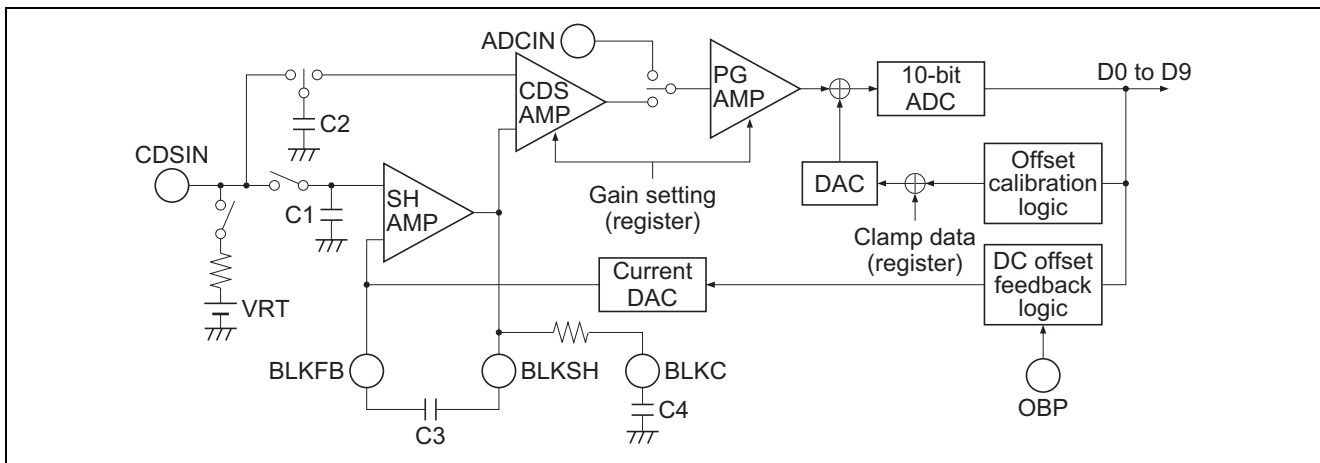 ADCIN
PG
AMP
10-bit
ADC
D0 to D9
CDS
AMP
C2
CDSIN
C1
SH
AMP
Gain setting
(register)
DAC
Offset
calibration
logic
Clamp data
(register)
Current
DAC
DC offset
feedback
logic
VRT
BLKFB
BLKSH
BLKC
OBP
C3
C4